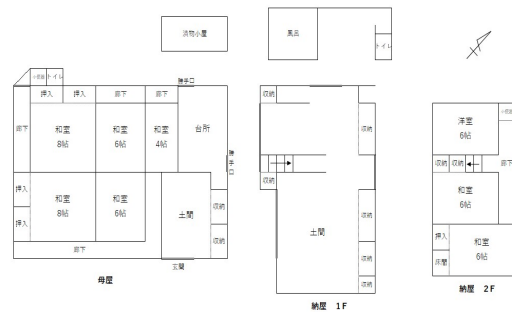 漬物小屋
風呂
トイレ
小便器
トイレ
勝手口
押入
押入
廊下
廊下
廊下
和室
8帖
和室
6帖
和室
4帖
台所
勝手口
押入
押入
和室
8帖
和室
6帖
土間
収納
収納
廊下
玄関
母屋
収納
収納
収納
土間
収納
収納
収納
納屋 1F
洋室
6帖
収納
収納
廊下
和室
6帖
押入
床間
和室
6帖
納屋 2F